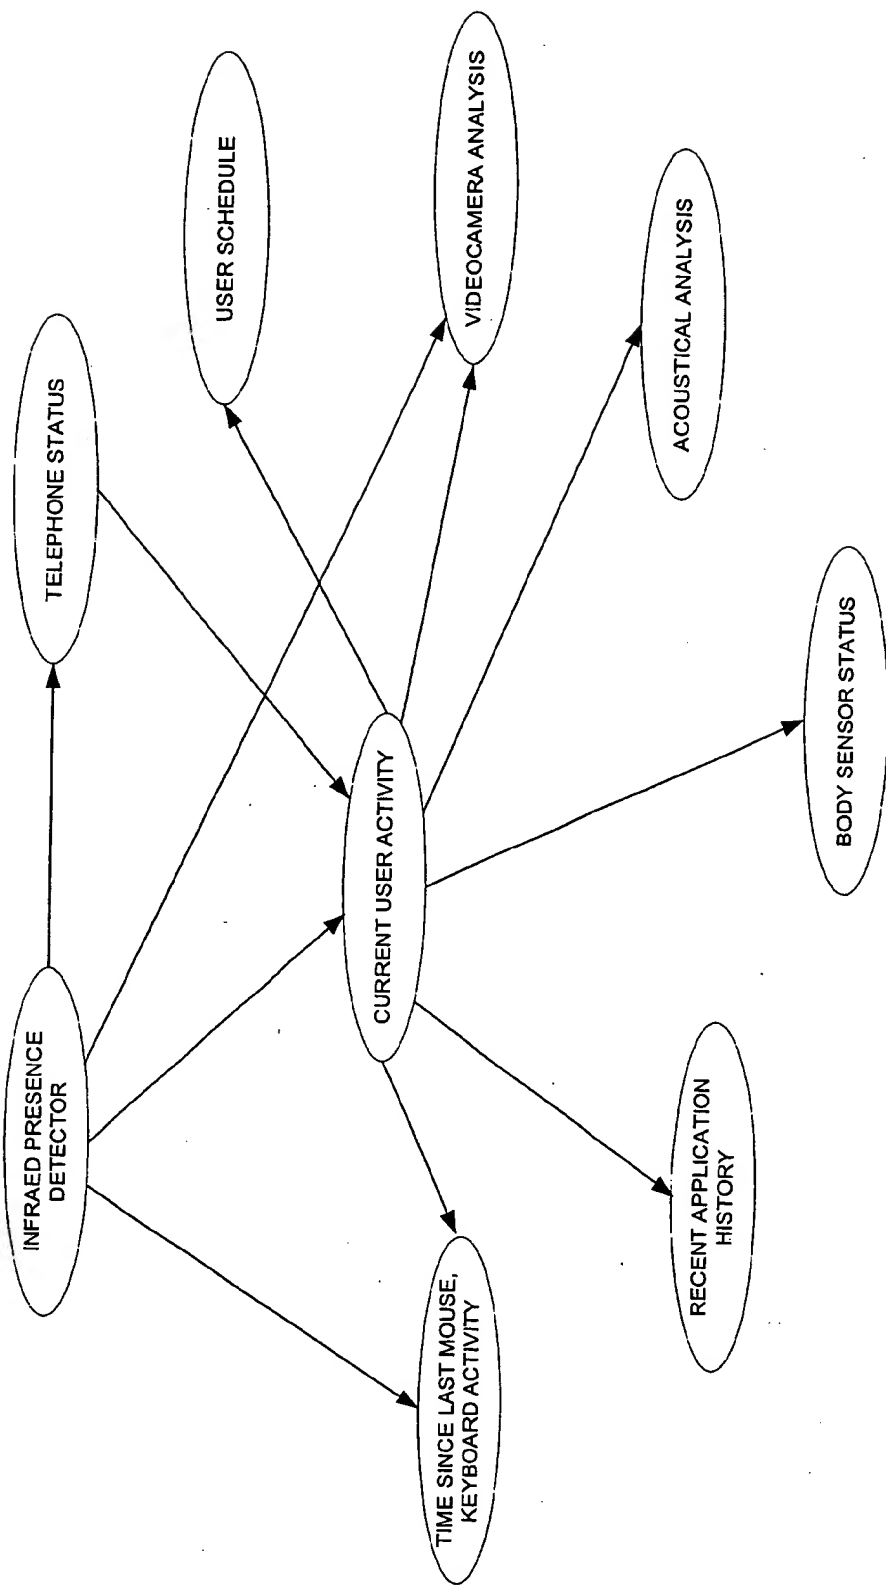 INFRAED PRESENCE
DETECTOR
TELEPHONE STATUS
USER SCHEDULE
CURRENT USER ACTIVITY
TIME SINCE LAST MOUSE,
KEYBOARD ACTIVITY
VIDEOCAMERA ANALYSIS
RECENT APPLICATION
HISTORY
ACOUSTICAL ANALYSIS
BODY SENSOR STATUS